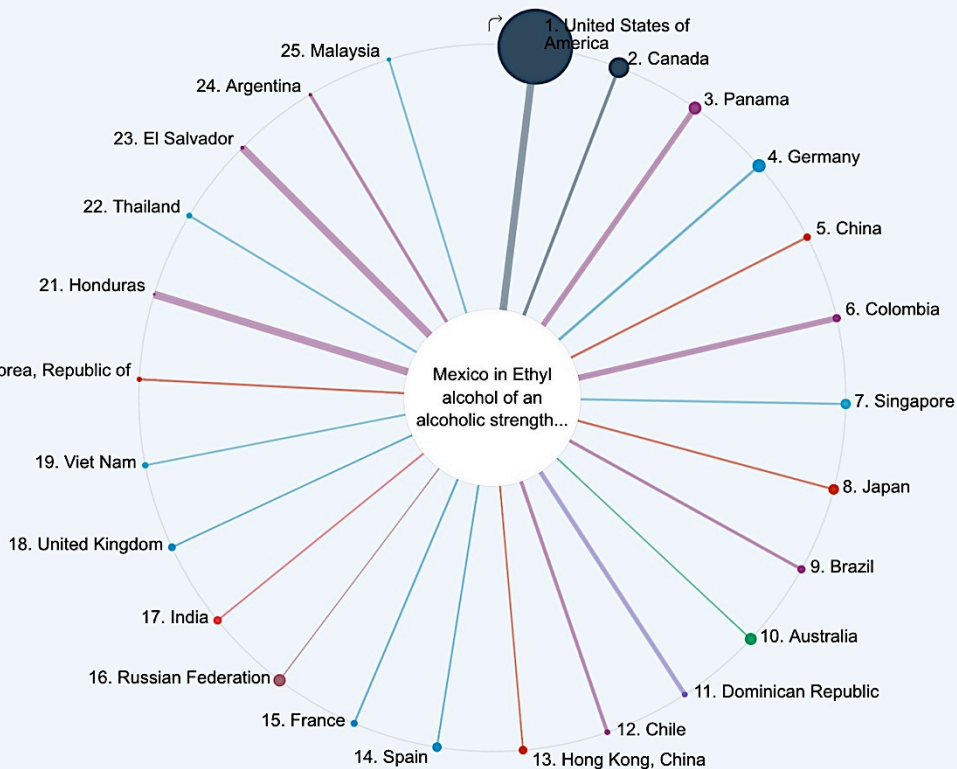 1. United States of
America
2. Canada
3. Panama
4. Germany
5. China
6. Colombia
7. Singapore
8. Japan
9. Brazil
10. Australia
11. Dominican Republic
12. Chile
13. Hong Kong, China
14. Spain
15. France
16. Russian Federation
17. India
18. United Kingdom
19. Viet Nam
orea, Republic of
21. Honduras
22. Thailand
23. El Salvador
24. Argentina
25. Malaysia
Mexico in Ethyl
alcohol of an
alcoholic strength...